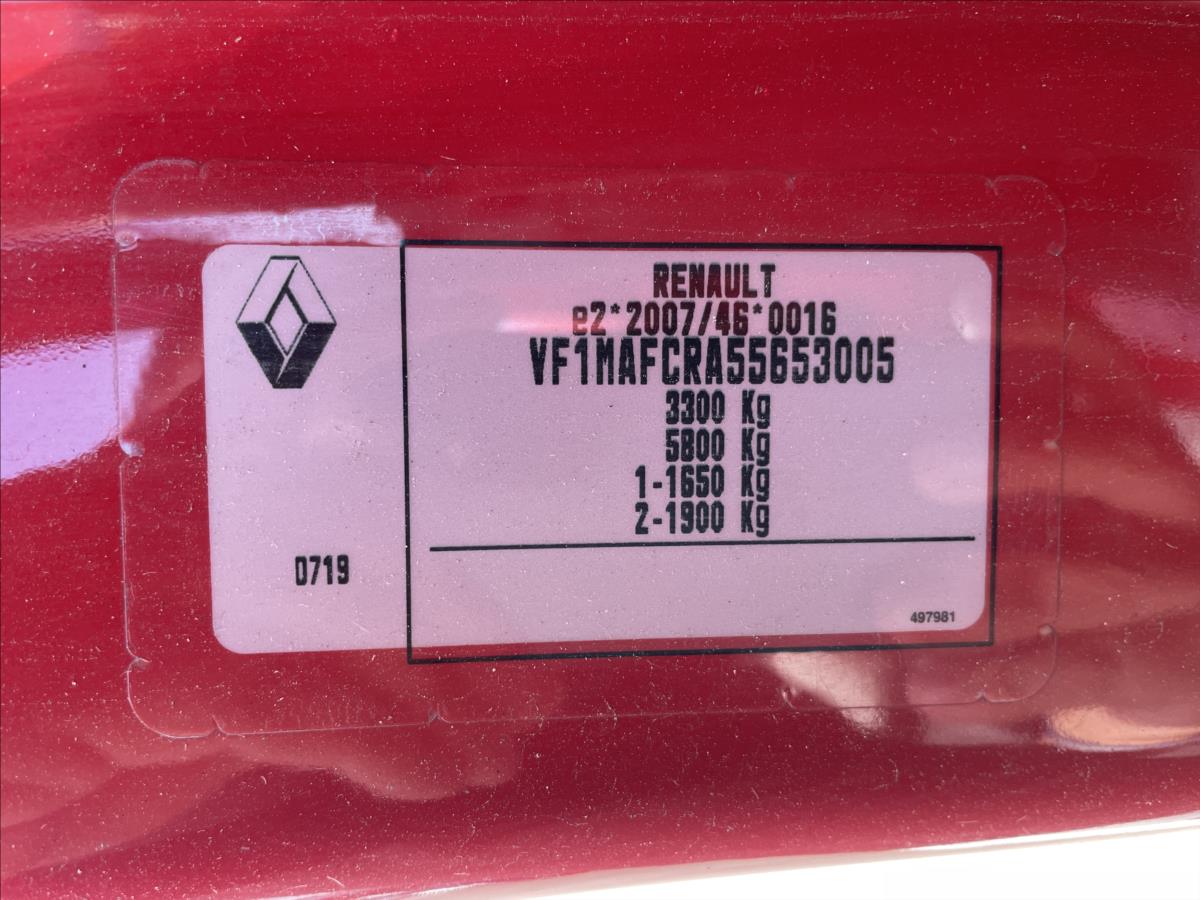 RENAULT
e2*2007/46*0016
VF1MAFCRA55653005
3300 Kg
5800 Kg
1-1650 Kg
2-1900 Kg
0719
497981